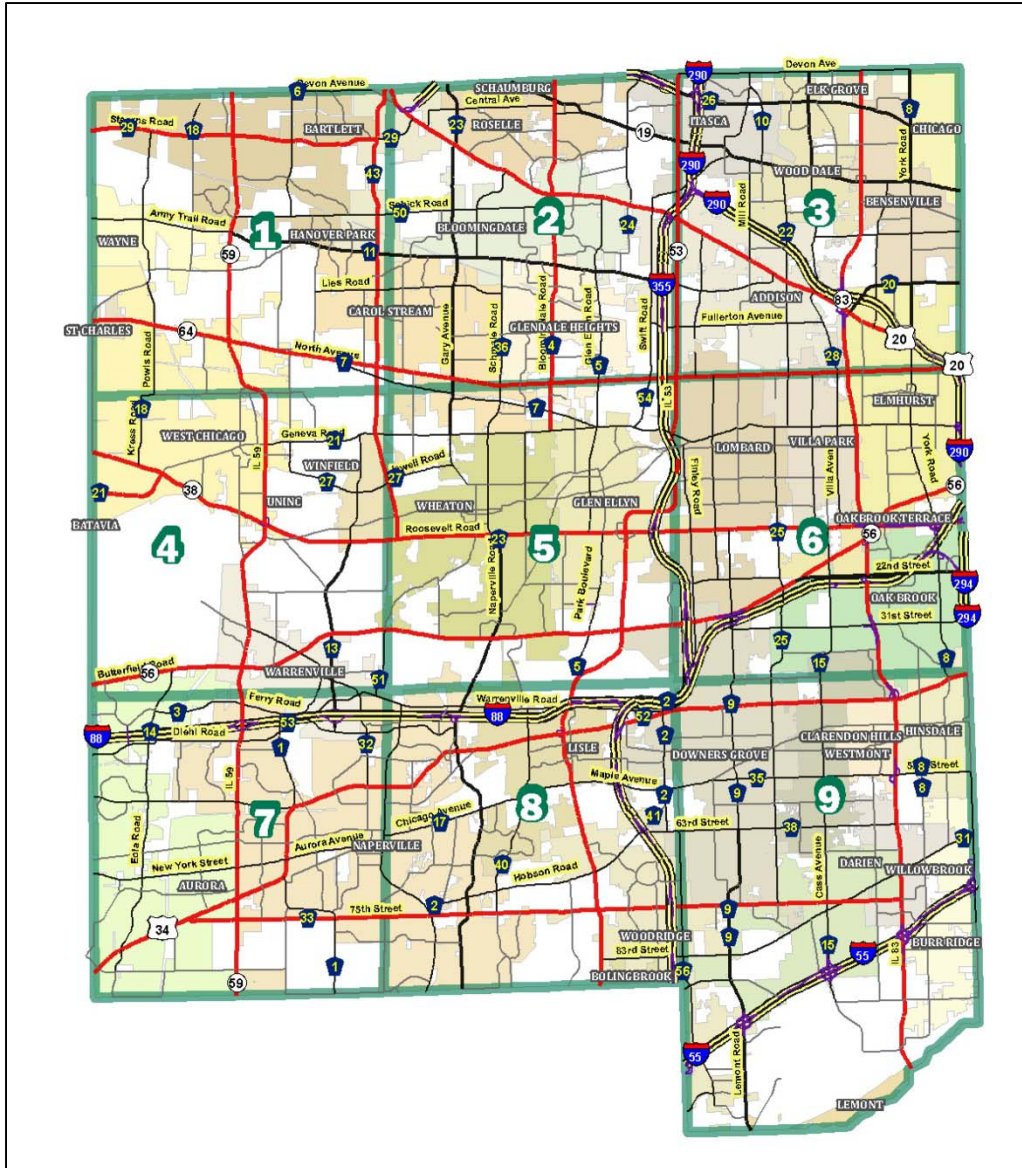 Devon Avenue
6
SCHAUMBURG
Central Ave
290
Devon Ave
ELK GROVE
26
8
29
Stearns Road
18
BARTLETT
29
23
ROSELLE
19
ITASCA
10
CHICAGO
43
290
WOOD DALE
York Road
Schick Road
50
BLOOMINGDALE
2
24
290
Mill Road
3
BENSENVILLE
Army Trail Road
WAYNE
1
HANOVER PARK
22
59
11
53
Lies Road
355
ADDISON
20
CAROL STREAM
Gary Avenue
Bloomingdale Road
Swift Road
83
ST CHARLES
64
GLENDALE HEIGHTS
Fullerton Avenue
20
Powis Road
North Avenue
7
Schmale Road
36
4
5
28
20
18
7
54
IL 53
ELMHURST
Kress Road
WEST CHICAGO
Geneva Road
21
IL 59
LOMBARD
VILLA PARK
York Road
290
WINFIELD
27
Jewell Road
27
Finley Road
21
38
WHEATON
GLEN ELLYN
56
BATAVIA
UNINC
Roosevelt Road
OAKBROOK TERRACE
4
23
5
25
6
56
22nd Street
Naperville Road
Park Boulevard
294
OAK BROOK
31st Street
294
13
25
15
8
Butterfield Road
56
WARRENVILLE
51
5
Ferry Road
Warrenville Road
2
9
3
88
14
Diehl Road
53
88
52
HINSDALE
1
32
LISLE
2
DOWNERS GROVE
CLARENDON HILLS
WESTMONT
8
IL 59
Maple Avenue
35
8
7
8
2
9
9
Chicago Avenue
17
41
63rd Street
38
31
Eola Road
New York Street
Aurora Avenue
NAPERVILLE
40
Hobson Road
Cass Avenue
DARIEN
WILLOWBROOK
AURORA
2
34
33
75th Street
9
WOODRIDGE
9
15
IL 83
BURR RIDGE
83rd Street
55
1
BOLINGBROOK
56
59
55
Lemont Road
LEMONT